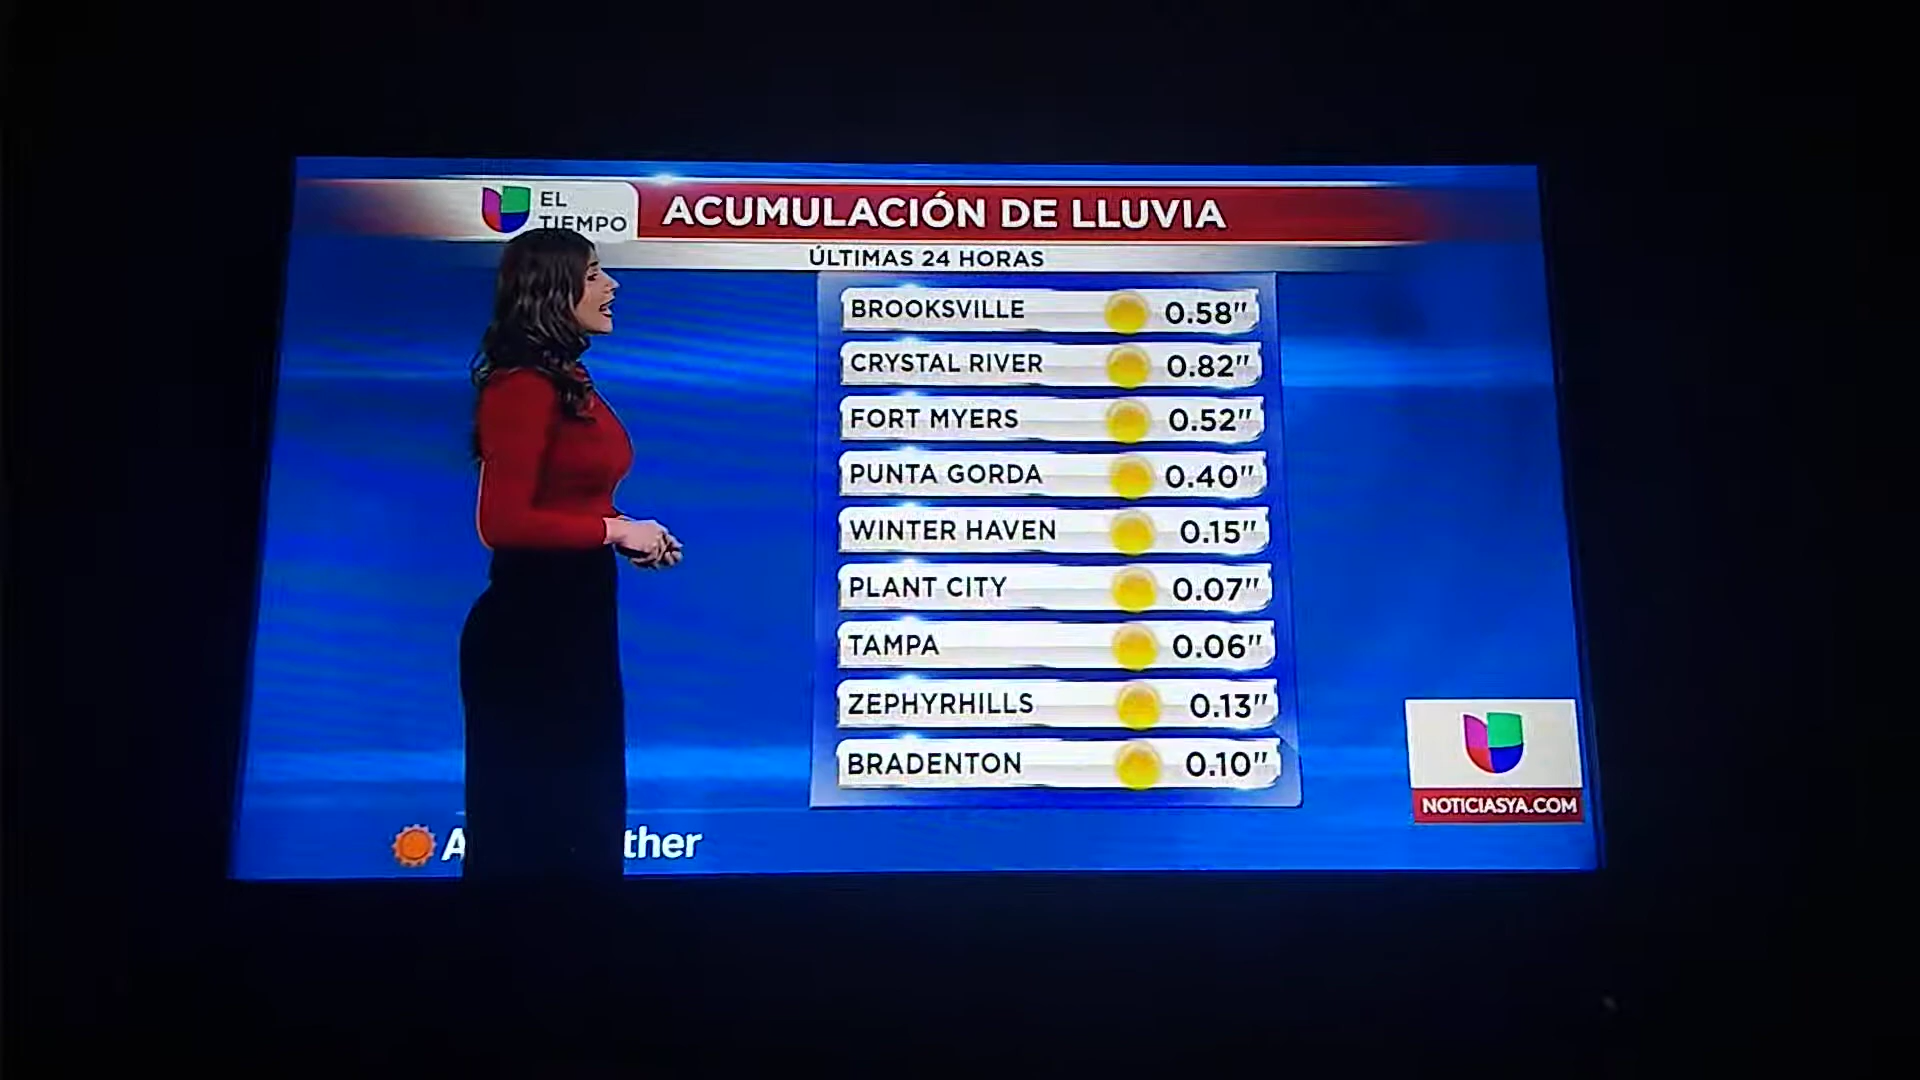 EL
TIEMPO
ACUMULACIÓN DE LLUVIA
ÚLTIMAS 24 HORAS
BROOKSVILLE 0.58"
CRYSTAL RIVER 0.82"
FORT MYERS 0.52"
PUNTA GORDA 0.40"
WINTER HAVEN 0.15"
PLANT CITY 0.07"
TAMPA 0.06"
ZEPHYRHILLS 0.13"
BRADENTON 0.10"
NOTICIASYA.COM